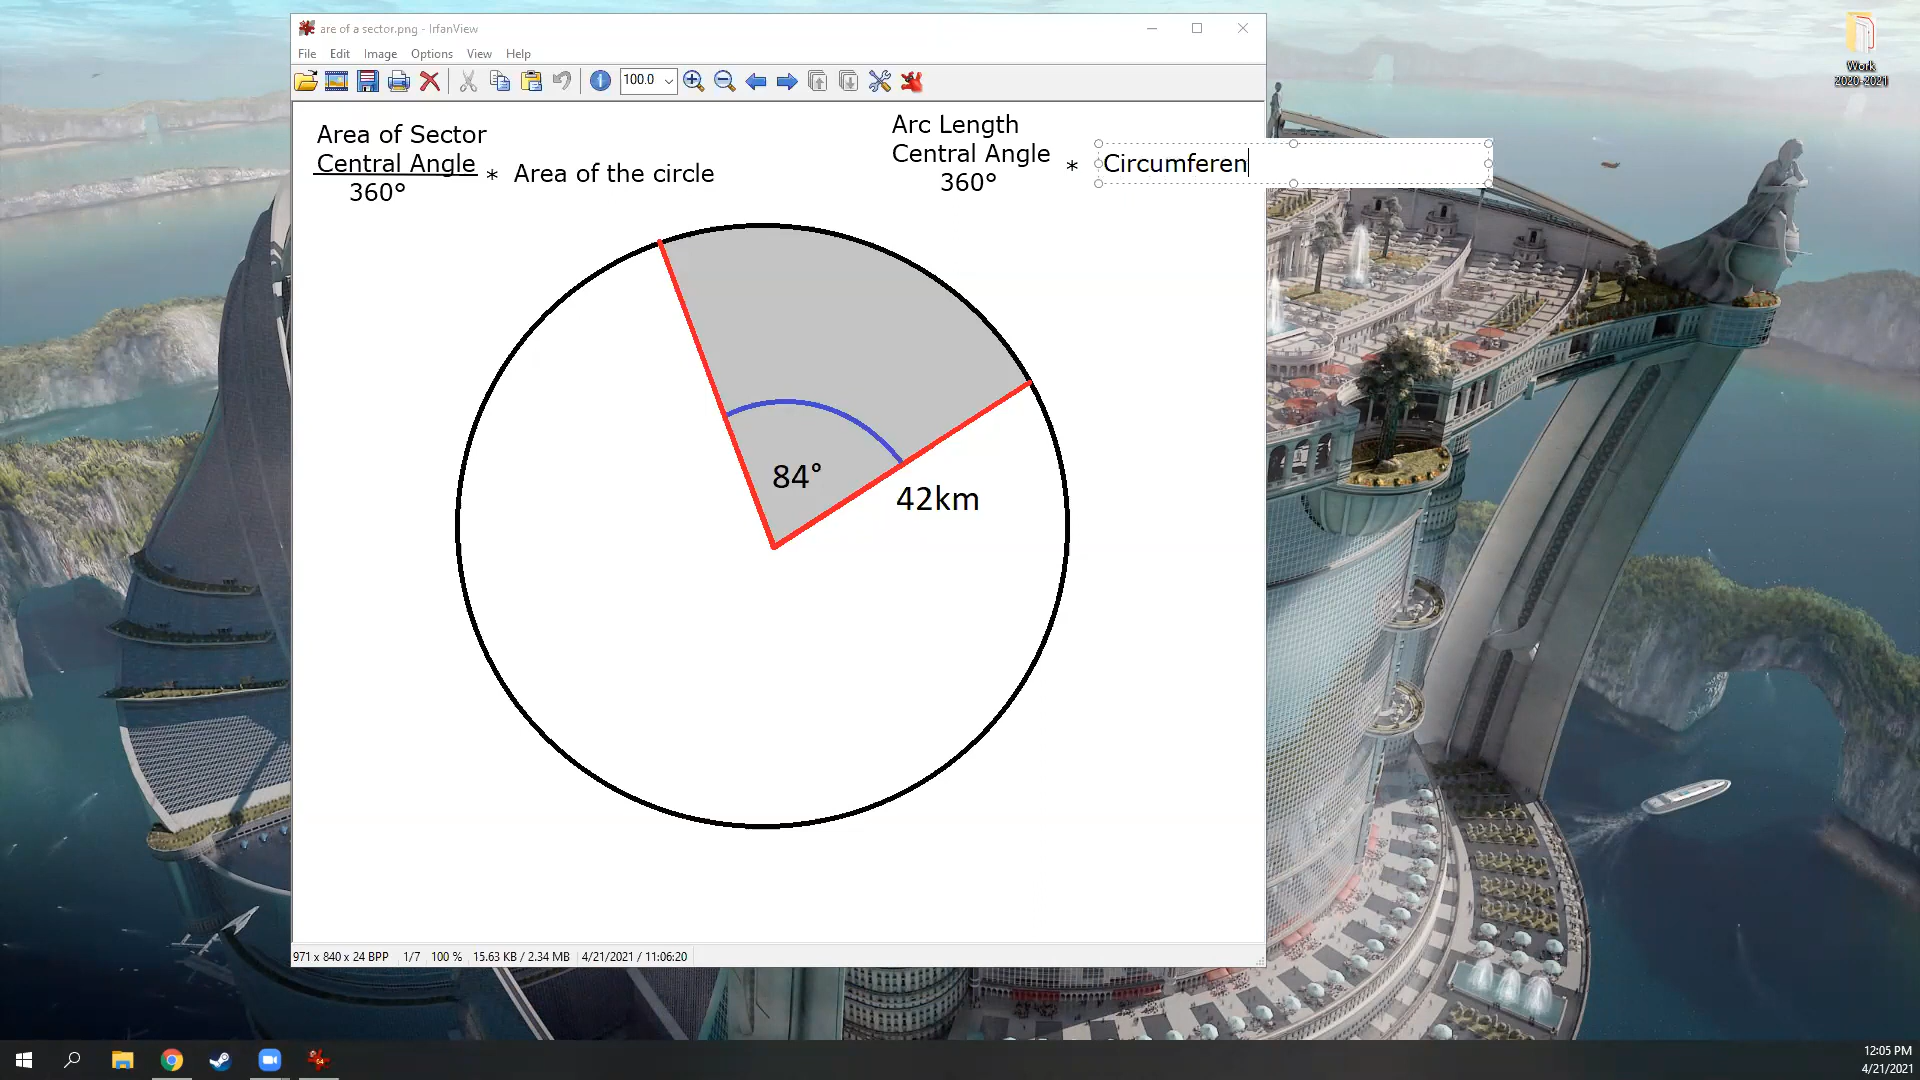 are of a sector.png - IrfanView
File Edit Image Options View Help
100.0
Work
2020-2021
Area of Sector
Central Angle
360°
* Area of the circle
Arc Length
Central Angle
360°
* Circumferen
84°
42km
971 x 840 x 24 BPP 1/7 100 % 15.63 KB / 2.34 MB 4/21/2021 / 11:06:20
12:05 PM
4/21/2021